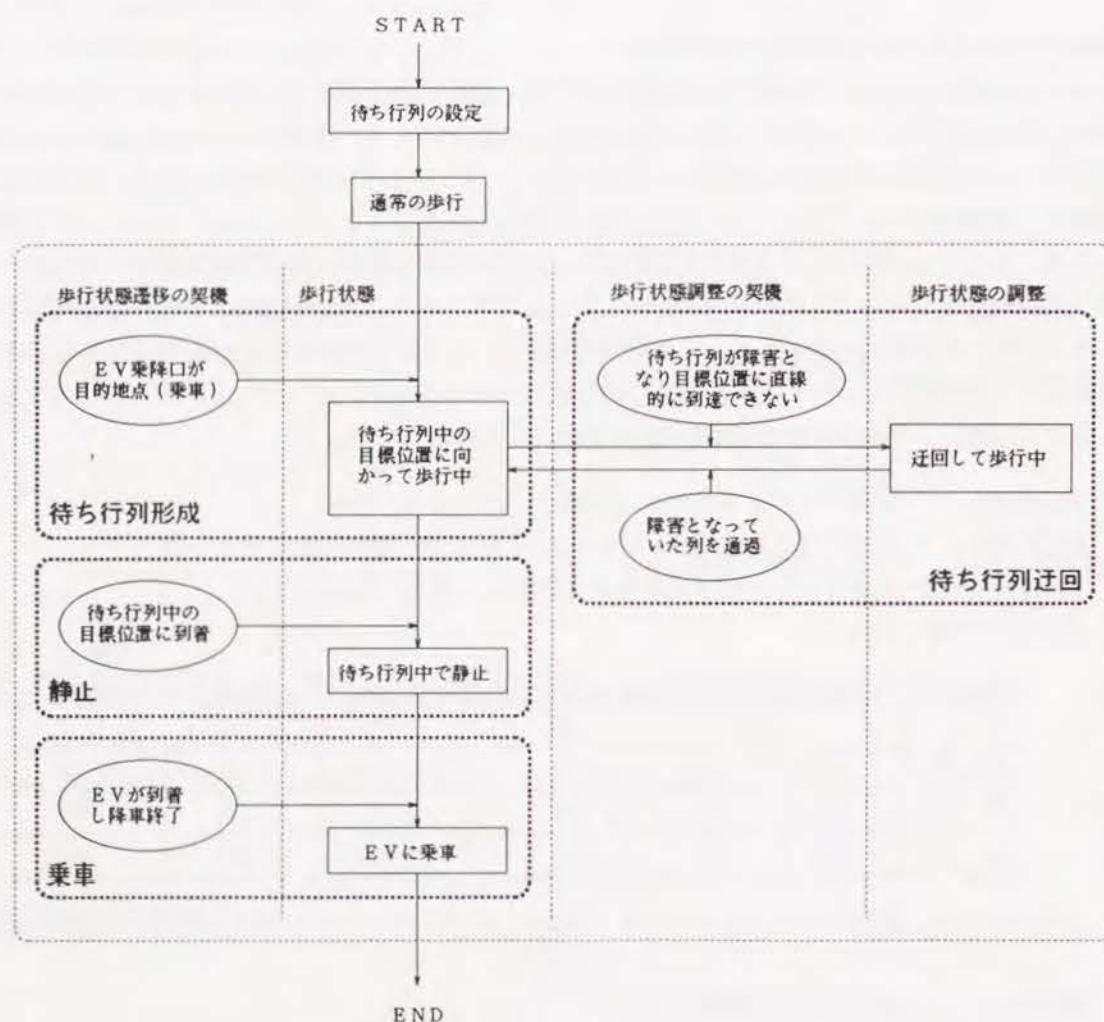 START
待ち行列の設定
通常の歩行
歩行状態遷移の契機
歩行状態
歩行状態調整の契機
歩行状態の調整
EV乗降口が
目的地点(乗車)
待ち行列中の
目標位置に向
かって歩行中
待ち行列形成
待ち行列が障害と
なり目標位置に直線
的に到達できない
迂回して歩行中
障害となって
いた列を通過
待ち行列迂回
待ち行列中の
目標位置に到着
待ち行列中で静止
静止
EVが到着
し降車終了
EVに乗車
乗車
END